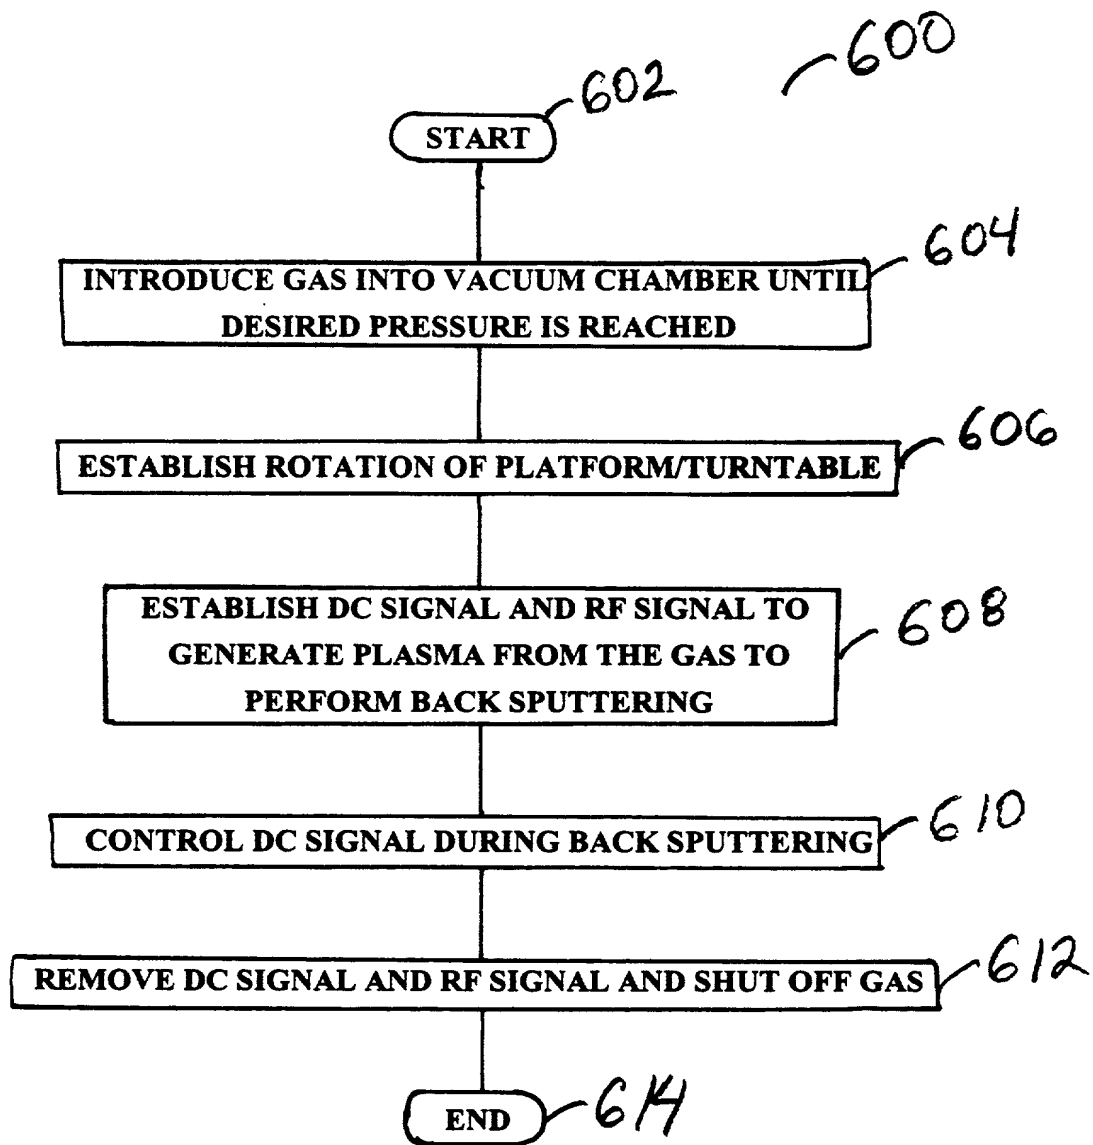 600
602
START
604
INTRODUCE GAS INTO VACUUM CHAMBER UNTIL
DESIRED PRESSURE IS REACHED
606
ESTABLISH ROTATION OF PLATFORM/TURNTABLE
608
ESTABLISH DC SIGNAL AND RF SIGNAL TO
GENERATE PLASMA FROM THE GAS TO
PERFORM BACK SPUTTERING
610
CONTROL DC SIGNAL DURING BACK SPUTTERING
612
REMOVE DC SIGNAL AND RF SIGNAL AND SHUT OFF GAS
END
614